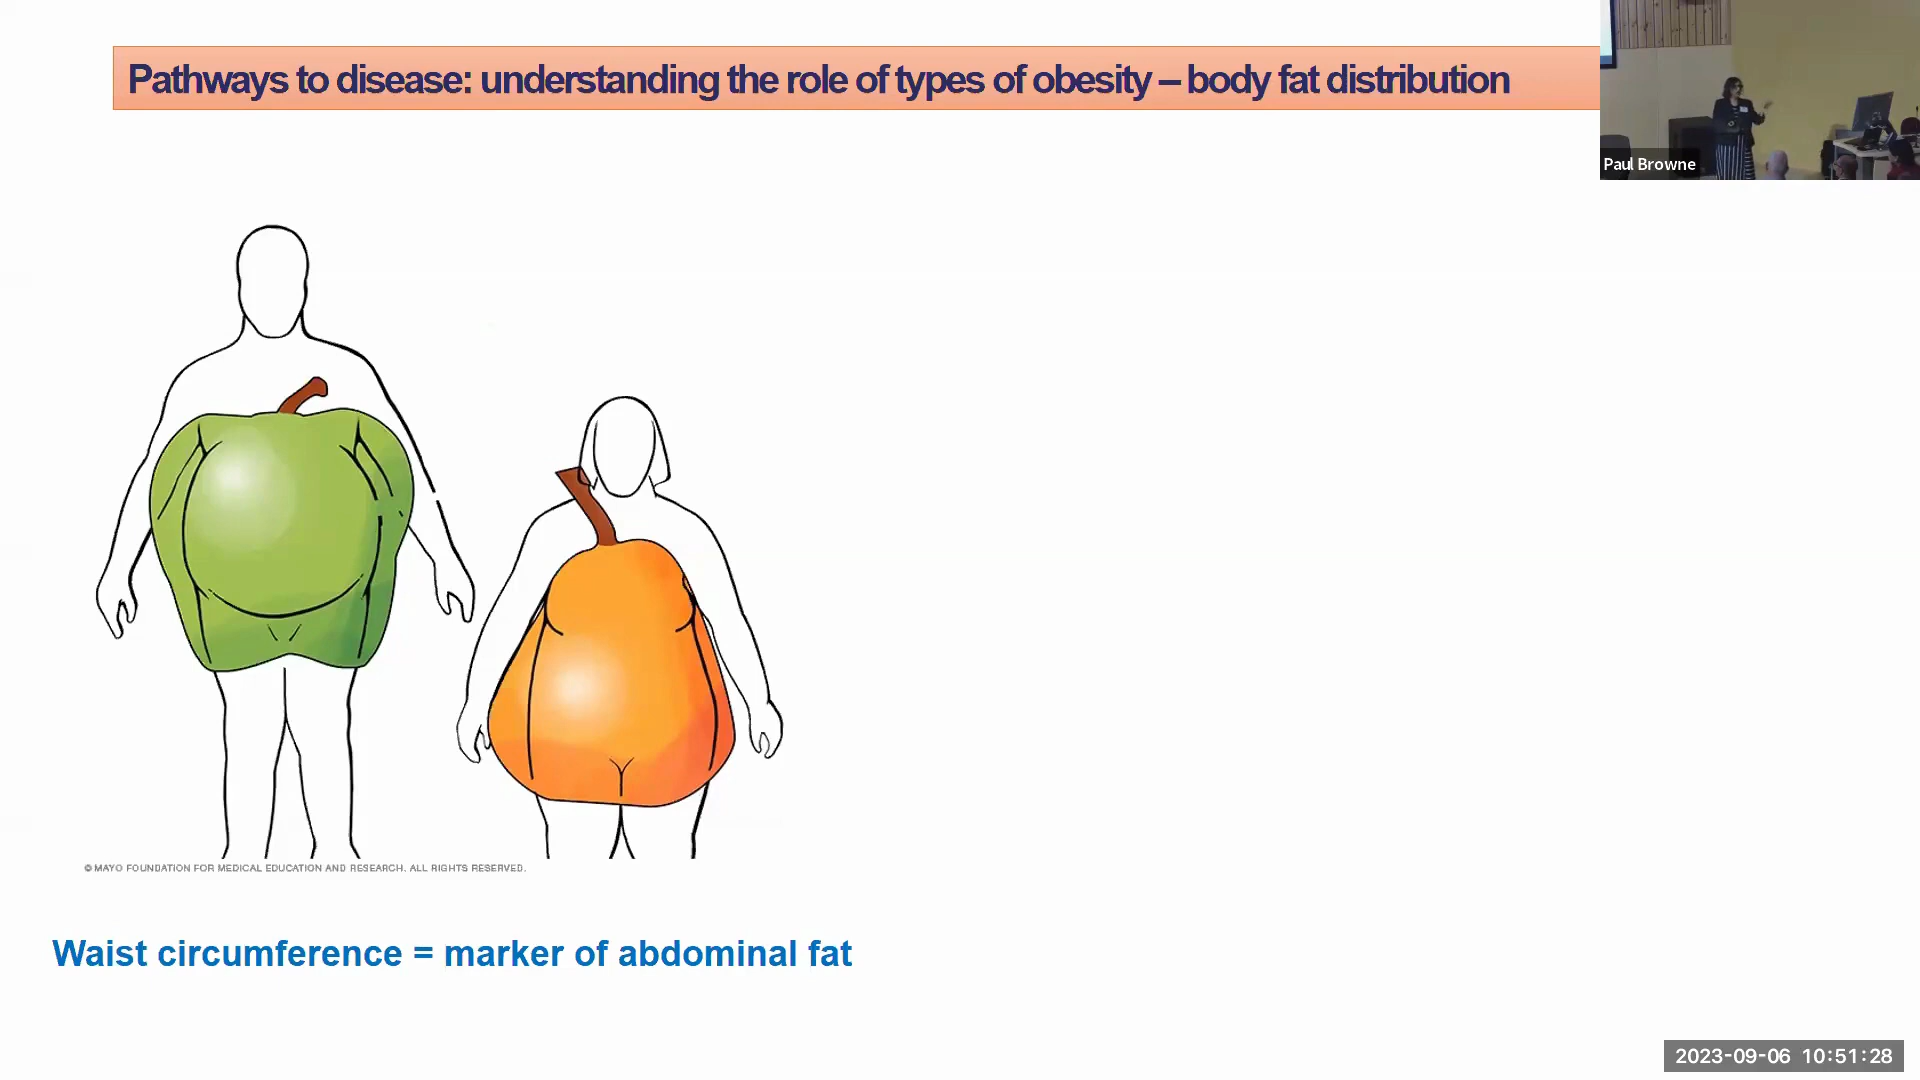 Pathways to disease: understanding the role of types of obesity – body fat distribution
Paul Browne
© MAYO FOUNDATION FOR MEDICAL EDUCATION AND RESEARCH. ALL RIGHTS RESERVED.
Waist circumference = marker of abdominal fat
2023-09-06 10:51:28